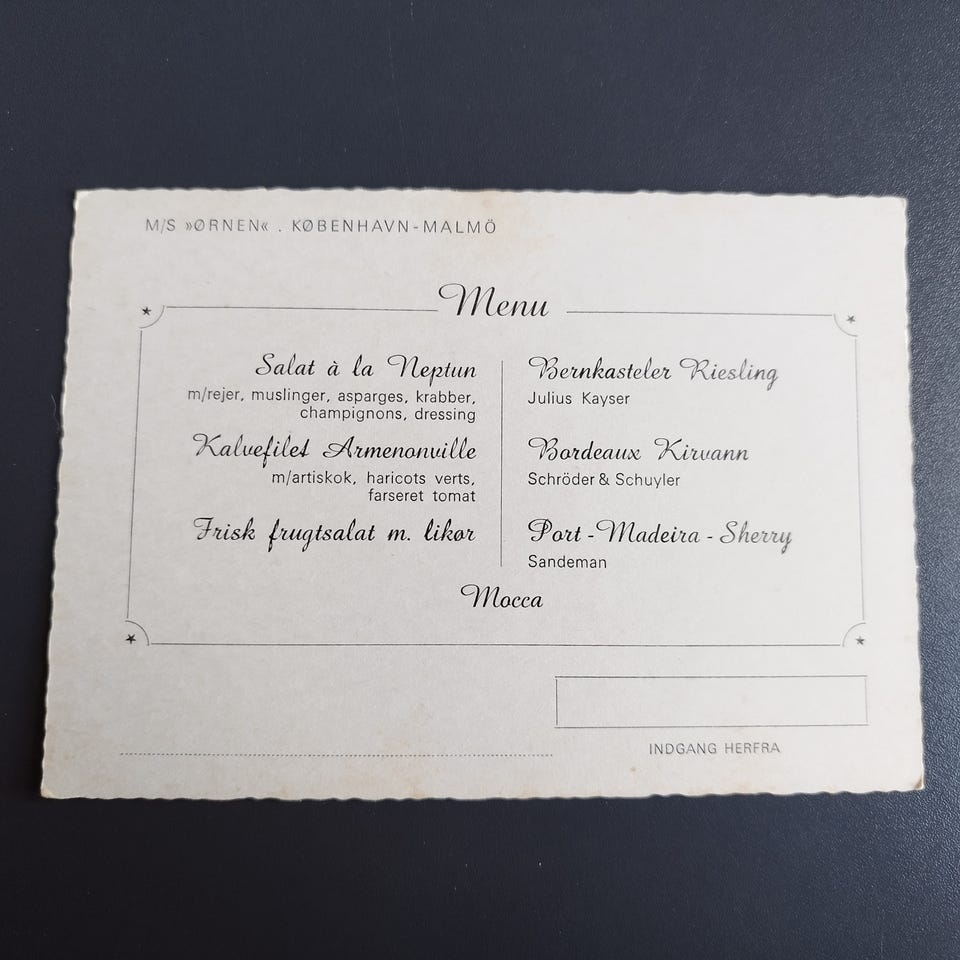 M/S »ØRNEN« . KØBENHAVN-MALMÖ
Menu
Salat à la Neptun
m/rejer, muslinger, asparges, krabber,
champignons, dressing
Kalvefilet Armenonville
m/artiskok, haricots verts,
farseret tomat
Frisk frugtsalat m. likør
Bernkasteler Riesling
Julius Kayser
Bordeaux Kirvann
Schröder & Schuyler
Port - Madeira - Sherry
Sandeman
Mocca
INDGANG HERFRA